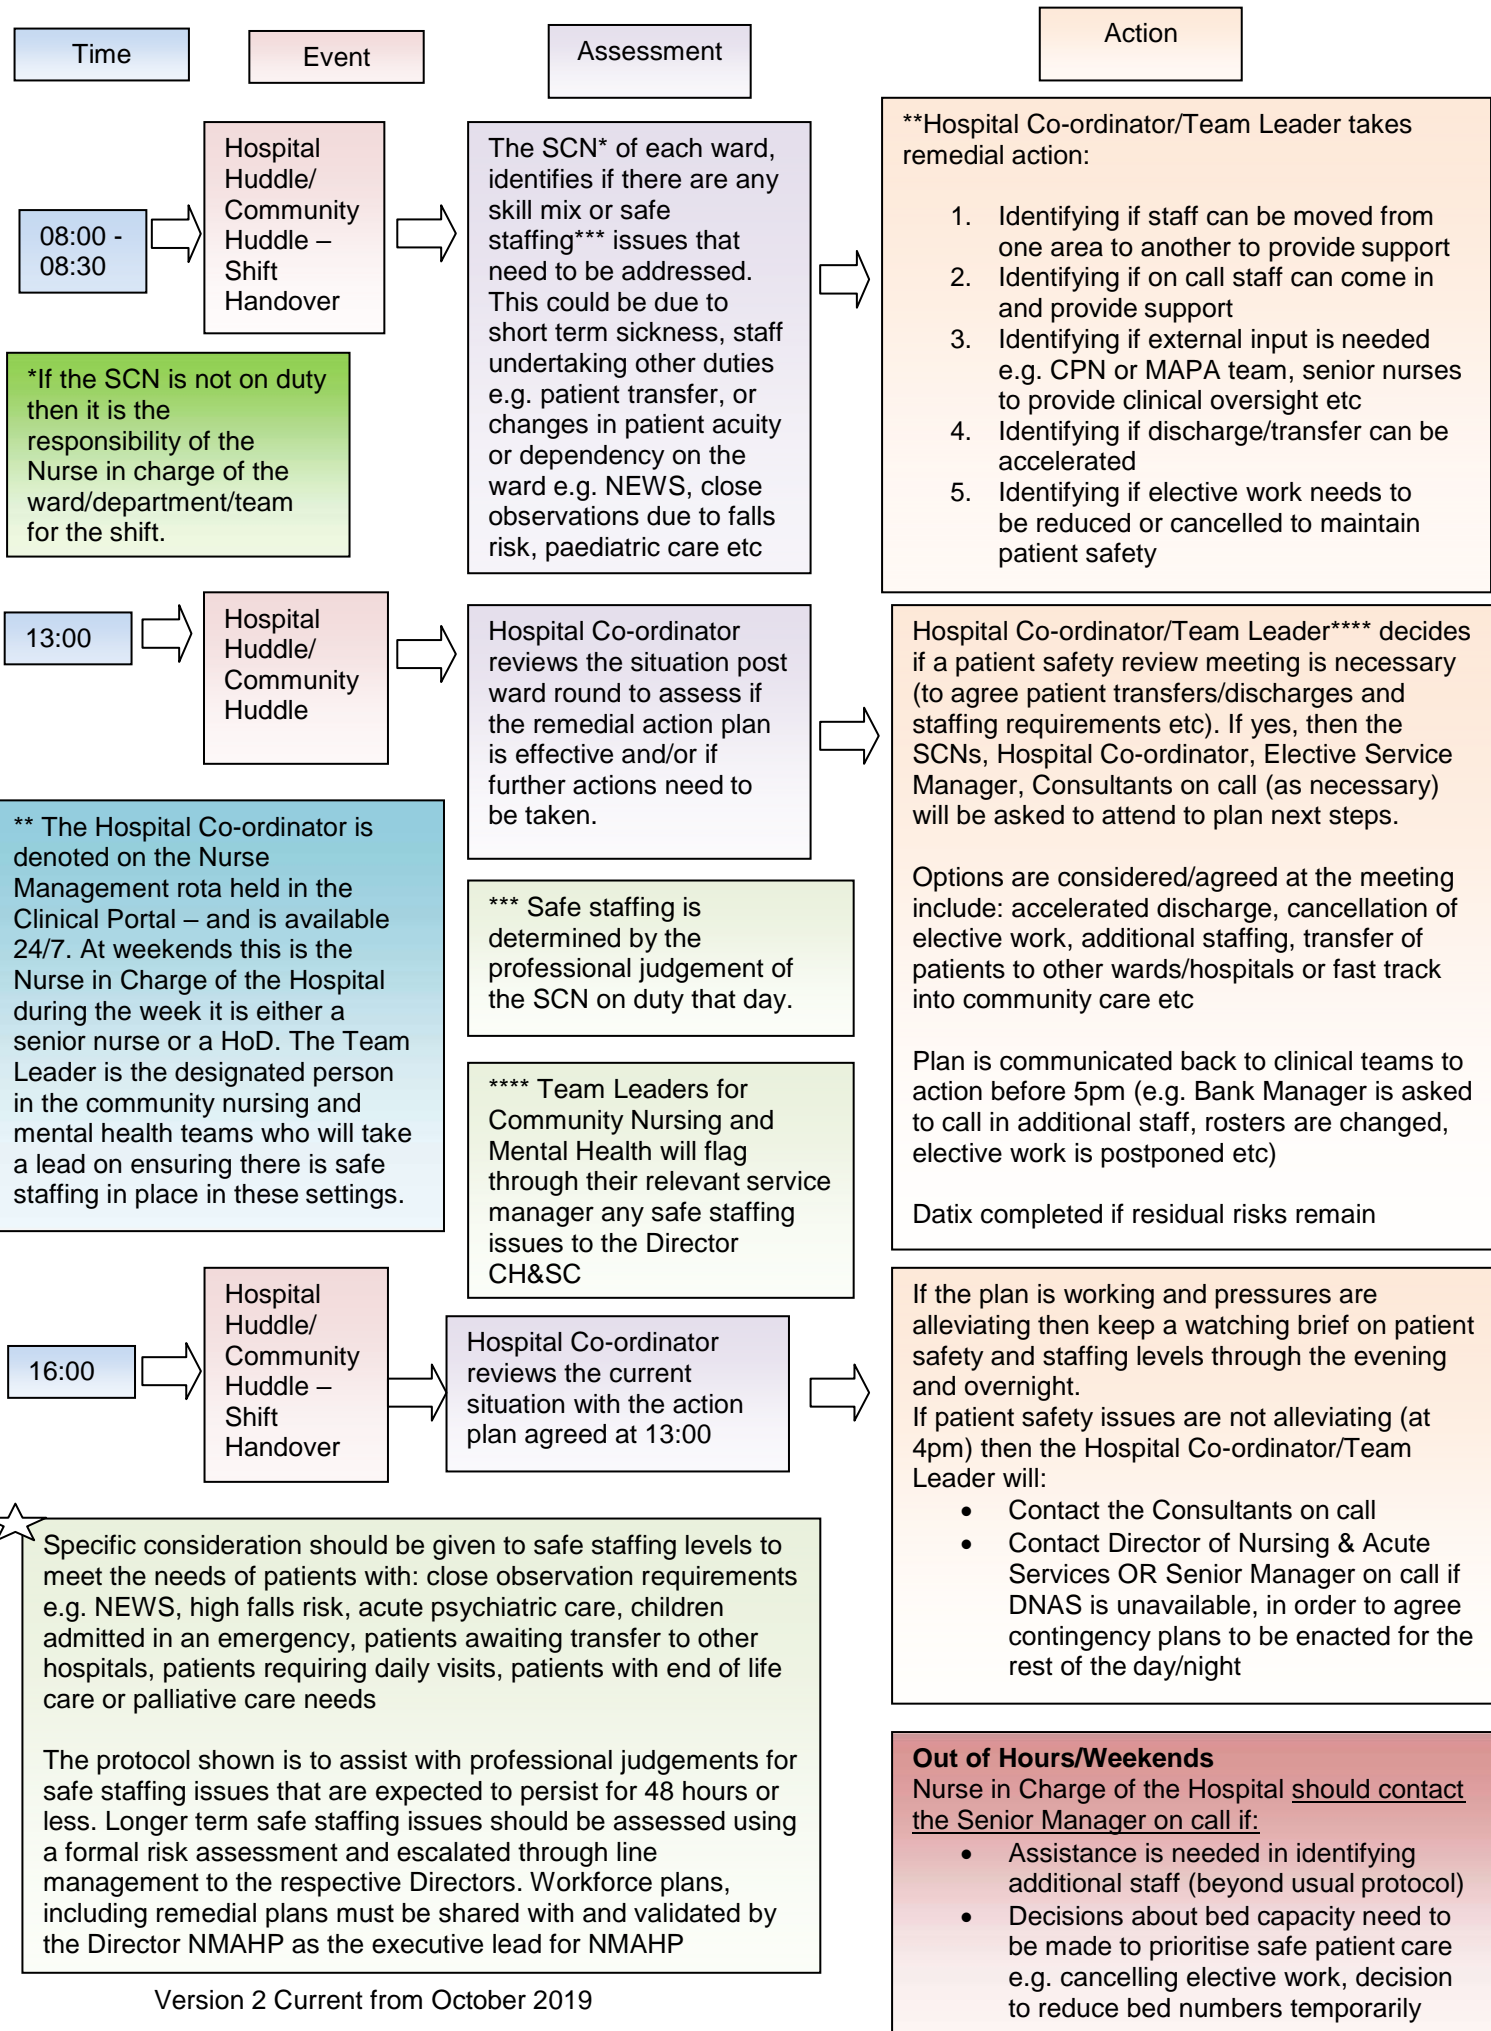 Time
Event
Assessment
Action
08:00 -
08:30
Hospital
Huddle/
Community
Huddle –
Shift
Handover
The SCN* of each ward,
identifies if there are any
skill mix or safe
staffing*** issues that
need to be addressed.
This could be due to
short term sickness, staff
undertaking other duties
e.g. patient transfer, or
changes in patient acuity
or dependency on the
ward e.g. NEWS, close
observations due to falls
risk, paediatric care etc
**Hospital Co-ordinator/Team Leader takes
remedial action:
1. Identifying if staff can be moved from
one area to another to provide support
2. Identifying if on call staff can come in
and provide support
3. Identifying if external input is needed
e.g. CPN or MAPA team, senior nurses
to provide clinical oversight etc
4. Identifying if discharge/transfer can be
accelerated
5. Identifying if elective work needs to
be reduced or cancelled to maintain
patient safety
*If the SCN is not on duty
then it is the
responsibility of the
Nurse in charge of the
ward/department/team
for the shift.
13:00
Hospital
Huddle/
Community
Huddle
Hospital Co-ordinator
reviews the situation post
ward round to assess if
the remedial action plan
is effective and/or if
further actions need to
be taken.
Hospital Co-ordinator/Team Leader**** decides
if a patient safety review meeting is necessary
(to agree patient transfers/discharges and
staffing requirements etc). If yes, then the
SCNs, Hospital Co-ordinator, Elective Service
Manager, Consultants on call (as necessary)
will be asked to attend to plan next steps.
Options are considered/agreed at the meeting
include: accelerated discharge, cancellation of
elective work, additional staffing, transfer of
patients to other wards/hospitals or fast track
into community care etc
Plan is communicated back to clinical teams to
action before 5pm (e.g. Bank Manager is asked
to call in additional staff, rosters are changed,
elective work is postponed etc)
Datix completed if residual risks remain
** The Hospital Co-ordinator is
denoted on the Nurse
Management rota held in the
Clinical Portal – and is available
24/7. At weekends this is the
Nurse in Charge of the Hospital
during the week it is either a
senior nurse or a HoD. The Team
Leader is the designated person
in the community nursing and
mental health teams who will take
a lead on ensuring there is safe
staffing in place in these settings.
*** Safe staffing is
determined by the
professional judgement of
the SCN on duty that day.
**** Team Leaders for
Community Nursing and
Mental Health will flag
through their relevant service
manager any safe staffing
issues to the Director
CH&SC
16:00
Hospital
Huddle/
Community
Huddle –
Shift
Handover
Hospital Co-ordinator
reviews the current
situation with the action
plan agreed at 13:00
If the plan is working and pressures are
alleviating then keep a watching brief on patient
safety and staffing levels through the evening
and overnight.
If patient safety issues are not alleviating (at
4pm) then the Hospital Co-ordinator/Team
Leader will:
• Contact the Consultants on call
• Contact Director of Nursing & Acute
Services OR Senior Manager on call if
DNAS is unavailable, in order to agree
contingency plans to be enacted for the
rest of the day/night
Specific consideration should be given to safe staffing levels to
meet the needs of patients with: close observation requirements
e.g. NEWS, high falls risk, acute psychiatric care, children
admitted in an emergency, patients awaiting transfer to other
hospitals, patients requiring daily visits, patients with end of life
care or palliative care needs
The protocol shown is to assist with professional judgements for
safe staffing issues that are expected to persist for 48 hours or
less. Longer term safe staffing issues should be assessed using
a formal risk assessment and escalated through line
management to the respective Directors. Workforce plans,
including remedial plans must be shared with and validated by
the Director NMAHP as the executive lead for NMAHP
Out of Hours/Weekends
Nurse in Charge of the Hospital should contact
the Senior Manager on call if:
• Assistance is needed in identifying
additional staff (beyond usual protocol)
• Decisions about bed capacity need to
be made to prioritise safe patient care
e.g. cancelling elective work, decision
to reduce bed numbers temporarily
Version 2 Current from October 2019